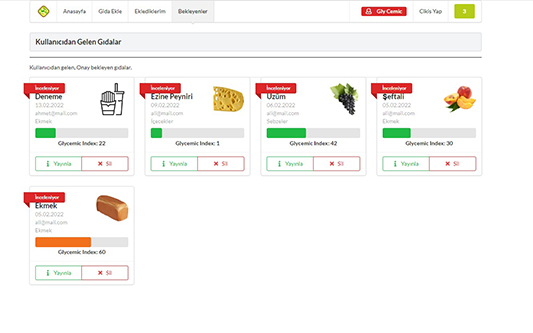 Anasayfa Gıda Ekle Eklediklerim Bekleyenler Gly Cemic Cikis Yap 3
Kullanıcıdan Gelen Gıdalar
Kullanıcıdan gelen, Onay bekleyen gıdalar.
İnceleniyor
Deneme
13.02.2022
ahmet@mail.com
Ekmek
Glycemic Index: 22
Yayınla Sil
İnceleniyor
Ezine Peyniri
09.02.2022
ali@mail.com
İçecekler
Glycemic Index: 1
Yayınla Sil
İnceleniyor
Üzüm
06.02.2022
ali@mail.com
Sebzeler
Glycemic Index: 42
Yayınla Sil
İnceleniyor
Şeftali
05.02.2022
ali@mail.com
Ekmek
Glycemic Index: 30
Yayınla Sil
İnceleniyor
Ekmek
05.02.2022
ali@mail.com
Ekmek
Glycemic Index: 60
Yayınla Sil